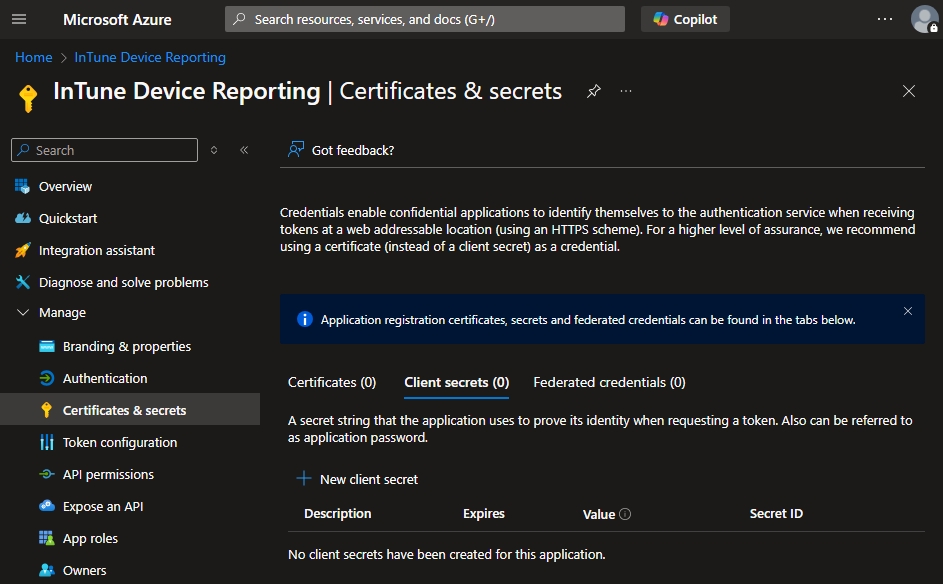 Microsoft Azure
Search resources, services, and docs (G+/)
Copilot
Home > InTune Device Reporting
InTune Device Reporting | Certificates & secrets
Search
Got feedback?
Overview
Quickstart
Integration assistant
Diagnose and solve problems
Manage
Branding & properties
Authentication
Certificates & secrets
Token configuration
API permissions
Expose an API
App roles
Owners
Credentials enable confidential applications to identify themselves to the authentication service when receiving
tokens at a web addressable location (using an HTTPS scheme). For a higher level of assurance, we recommend
using a certificate (instead of a client secret) as a credential.
Application registration certificates, secrets and federated credentials can be found in the tabs below.
Certificates (0) Client secrets (0) Federated credentials (0)
A secret string that the application uses to prove its identity when requesting a token. Also can be referred to
as application password.
New client secret
Description Expires Value Secret ID
No client secrets have been created for this application.